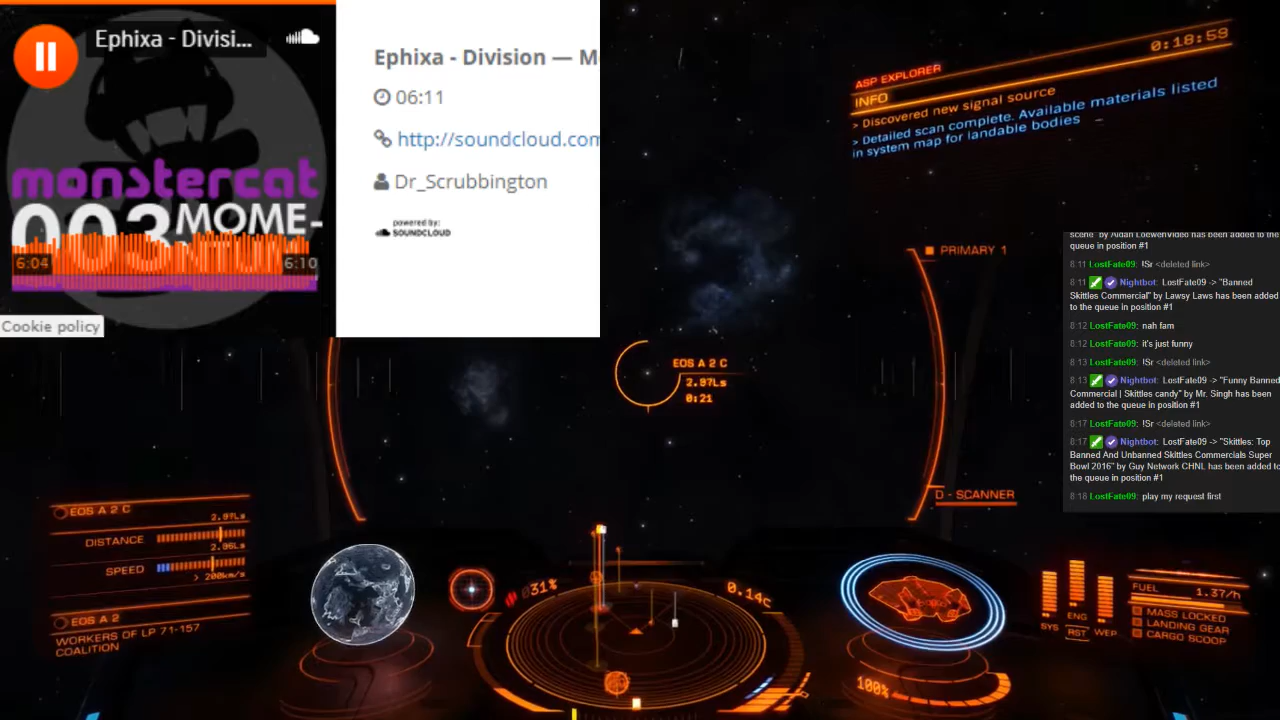 Ephixa - Divisi...
monstercat
003 MOME-
6:04
6:10
Cookie policy
Ephixa - Division — M
06:11
http://soundcloud.com
Dr_Scrubbington
powered by:
SOUNDCLOUD
0:18:59
ASP EXPLORER
INFO
> Discovered new signal source
> Detailed scan complete. Available materials listed
in system map for landable bodies
PRIMARY 1
EOS A 2 C
2.97Ls
0:21
D - SCANNER
scene" by Aidan LoewenVideo has been added to the
queue in position #1
8:11 LostFate09: !Sr <deleted link>
8:11 Nightbot: LostFate09 -> "Banned
Skittles Commercial" by Lawsy Laws has been added
to the queue in position #1
8:12 LostFate09: nah fam
8:12 LostFate09: it's just funny
8:13 LostFate09: !Sr <deleted link>
8:13 Nightbot: LostFate09 -> "Funny Banned
Commercial | Skittles candy" by Mr. Singh has been
added to the queue in position #1
8:17 LostFate09: !Sr <deleted link>
8:17 Nightbot: LostFate09 -> "Skittles: Top
Banned And Unbanned Skittles Commercials Super
Bowl 2016" by Guy Network CHNL has been added to
the queue in position #1
8:18 LostFate09: play my request first
EOS A 2 C
2.97Ls
DISTANCE
2.96Ls
SPEED
> 200km/s
EOS A 2
WORKERS OF LP 71-157
COALITION
31%
0.14c
100%
SYS
ENG
RST
WEP
FUEL
1.37/h
MASS LOCKED
LANDING GEAR
CARGO SCOOP